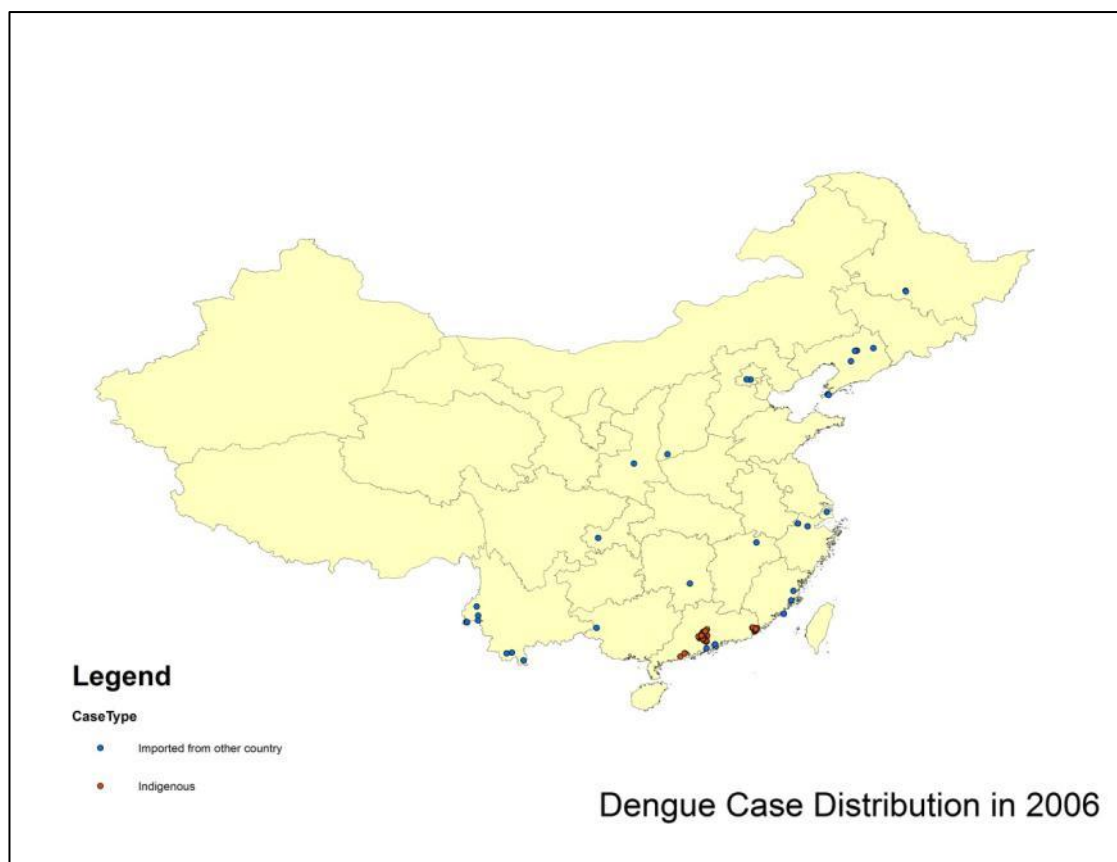 Legend
CaseType
Imported from other country
Indigenous
Dengue Case Distribution in 2006